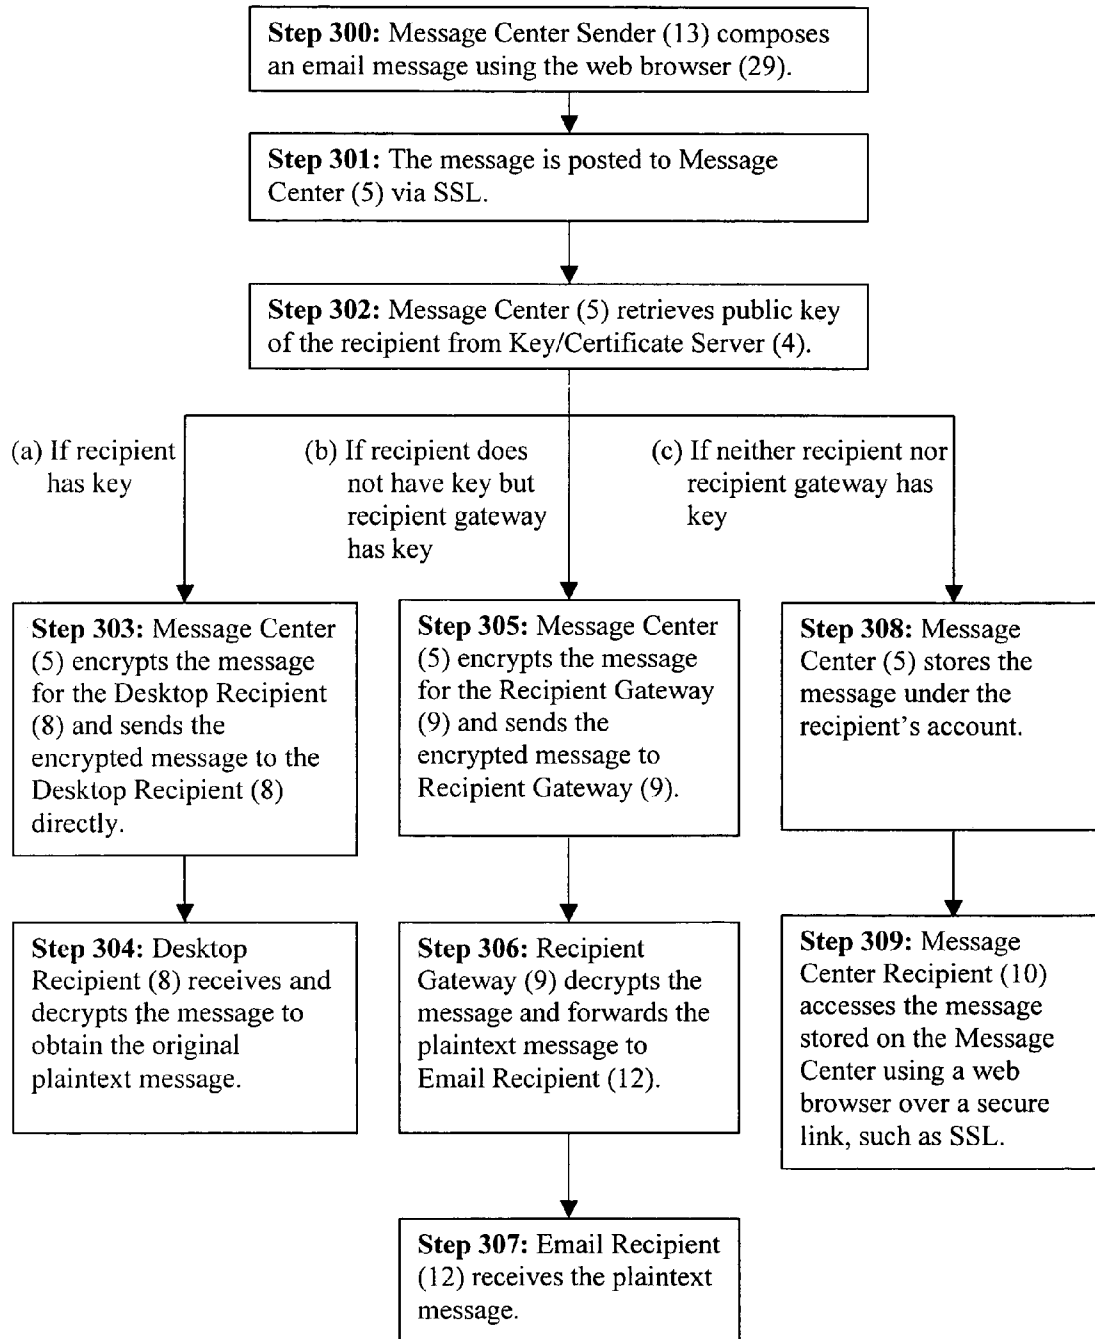 Step 300: Message Center Sender (13) composes
an email message using the web browser (29).
Step 301: The message is posted to Message
Center (5) via SSL.
Step 302: Message Center (5) retrieves public key
of the recipient from Key/Certificate Server (4).
(a) If recipient
has key
(b) If recipient does
not have key but
recipient gateway
has key
(c) If neither recipient nor
recipient gateway has
key
Step 303: Message Center
(5) encrypts the message
for the Desktop Recipient
(8) and sends the
encrypted message to the
Desktop Recipient (8)
directly.
Step 305: Message Center
(5) encrypts the message
for the Recipient Gateway
(9) and sends the
encrypted message to
Recipient Gateway (9).
Step 308: Message
Center (5) stores the
message under the
recipient's account.
Step 304: Desktop
Recipient (8) receives and
decrypts the message to
obtain the original
plaintext message.
Step 306: Recipient
Gateway (9) decrypts the
message and forwards the
plaintext message to
Email Recipient (12).
Step 309: Message
Center Recipient (10)
accesses the message
stored on the Message
Center using a web
browser over a secure
link, such as SSL.
Step 307: Email Recipient
(12) receives the plaintext
message.